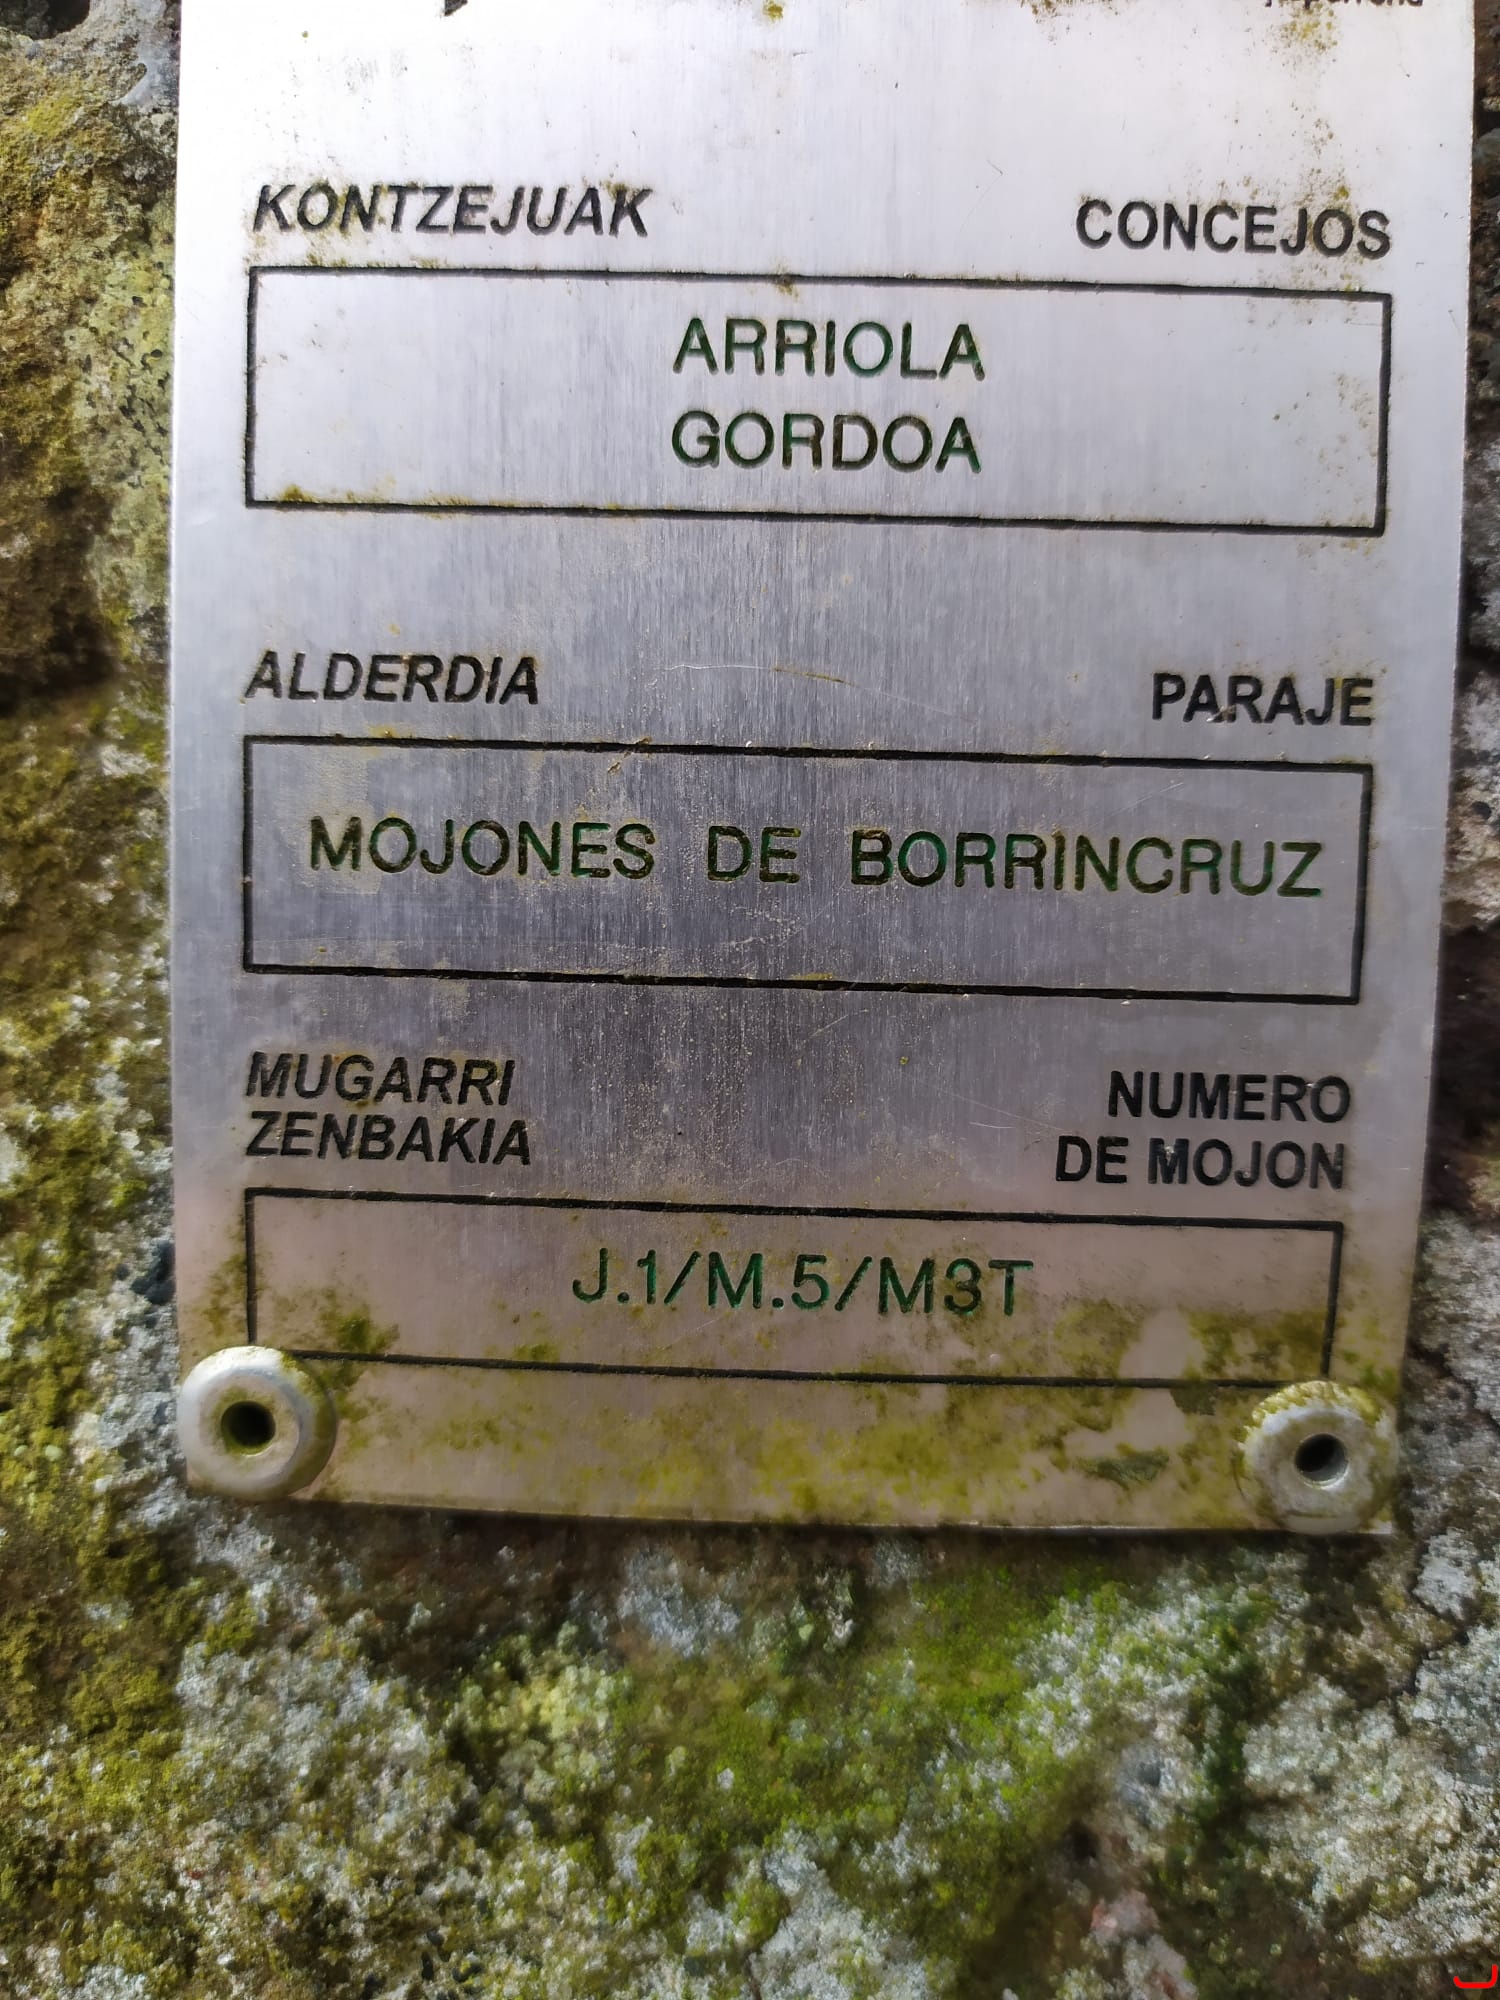 KONTZEJUAK CONCEJOS
ARRIOLA
GORDOA
ALDERDIA PARAJE
MOJONES DE BORRINCRUZ
MUGARRI NUMERO
ZENBAKIA DE MOJON
J.1/M.5/M3T